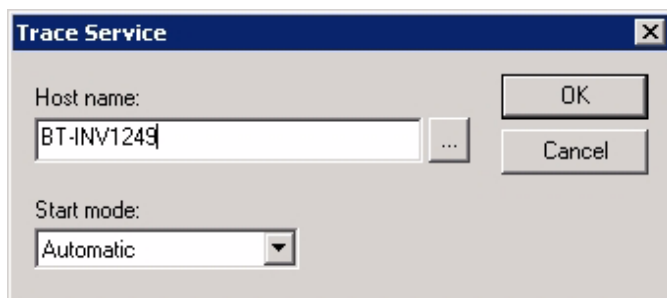 Trace Service
Host name:
OK
BT-INV1249
...
Cancel
Start mode:
Automatic